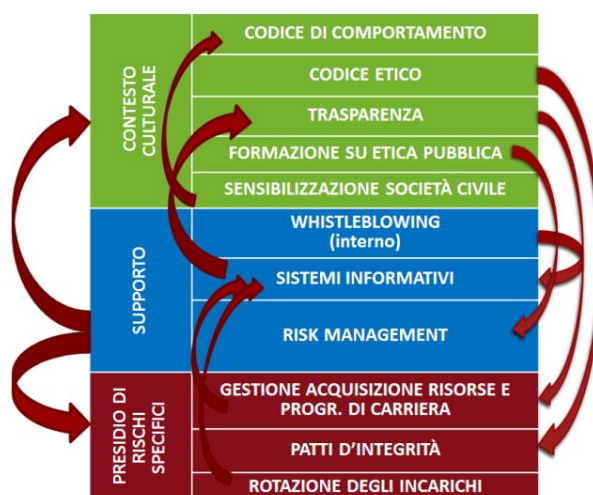 CONTESTO
CULTURALE
CODICE DI COMPORTAMENTO
CODICE ETICO
TRASPARENZA
FORMAZIONE SU ETICA PUBBLICA
SENSIBILIZZAZIONE SOCIETÀ CIVILE
SUPPORTO
WHISTLEBLOWING
(interno)
SISTEMI INFORMATIVI
RISK MANAGEMENT
PRESIDIO DI
RISCHI
SPECIFICI
GESTIONE ACQUISIZIONE RISORSE E
PROGR. DI CARRIERA
PATTI D'INTEGRITÀ
ROTAZIONE DEGLI INCARICHI